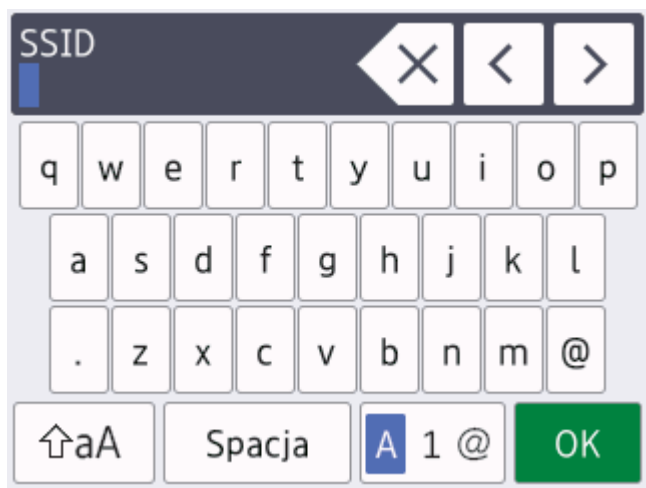 SSID
q w e r t y u i o p
a s d f g h j k l
. z x c v b n m @
aA Spacja A 1 @ OK